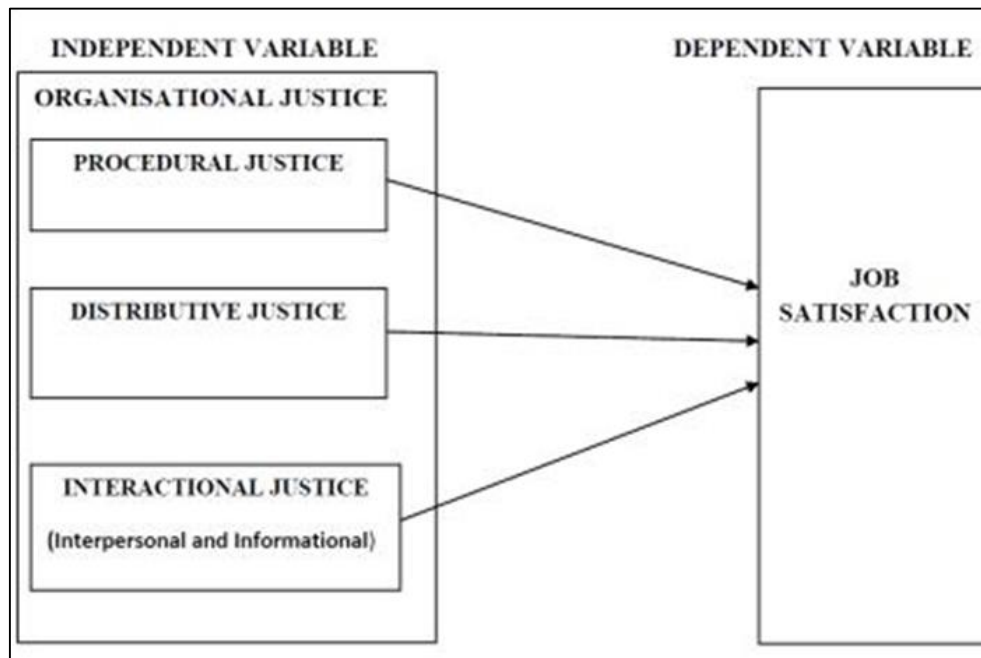 INDEPENDENT VARIABLE
ORGANISATIONAL JUSTICE
PROCEDURAL JUSTICE
DISTRIBUTIVE JUSTICE
INTERACTIONAL JUSTICE
(Interpersonal and Informational)
DEPENDENT VARIABLE
JOB
SATISFACTION